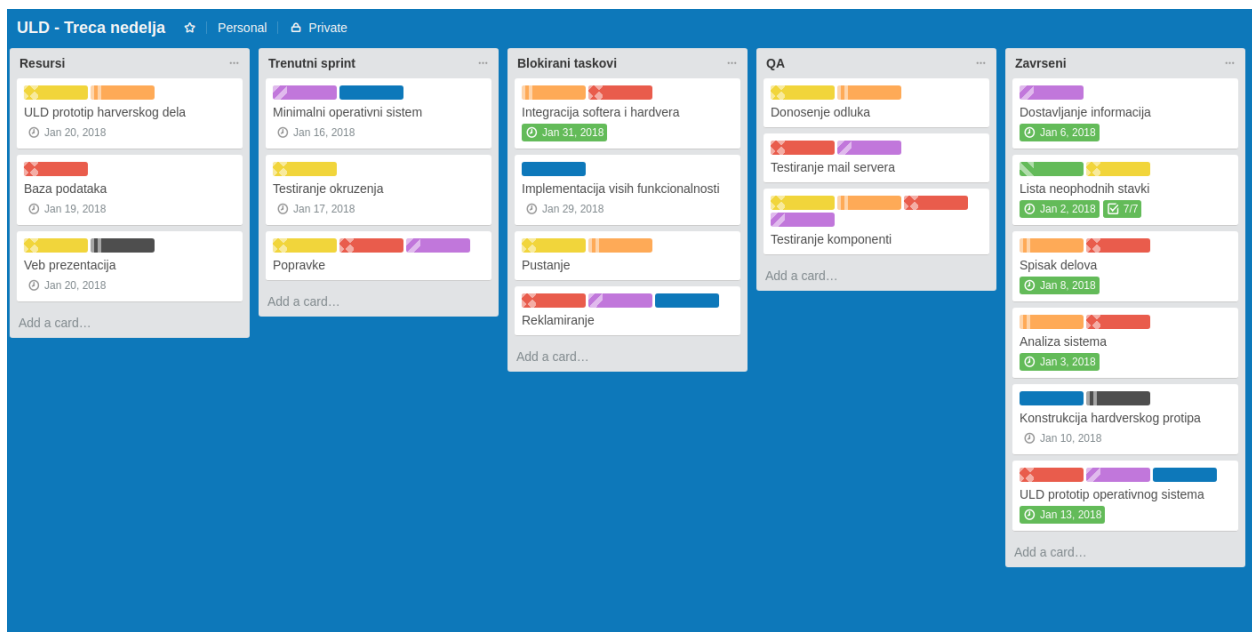 ULD - Treca nedelja
Personal
Private
Resursi
ULD prototip harverskog dela
Jan 20, 2018
Baza podataka
Jan 19, 2018
Veb prezentacija
Jan 20, 2018
Add a card…
Trenutni sprint
Minimalni operativni sistem
Jan 16, 2018
Testiranje okruzenja
Jan 17, 2018
Popravke
Add a card…
Blokirani taskovi
Integracija softera i hardvera
Jan 31, 2018
Implementacija visih funkcionalnosti
Jan 29, 2018
Pustanje
Reklamiranje
Add a card…
QA
Donosenje odluka
Testiranje mail servera
Testiranje komponenti
Add a card…
Zavrseni
Dostavljanje informacija
Jan 6, 2018
Lista neophodnih stavki
Jan 2, 2018 7/7
Spisak delova
Jan 8, 2018
Analiza sistema
Jan 3, 2018
Konstrukcija hardverskog protipa
Jan 10, 2018
ULD prototip operativnog sistema
Jan 13, 2018
Add a card…